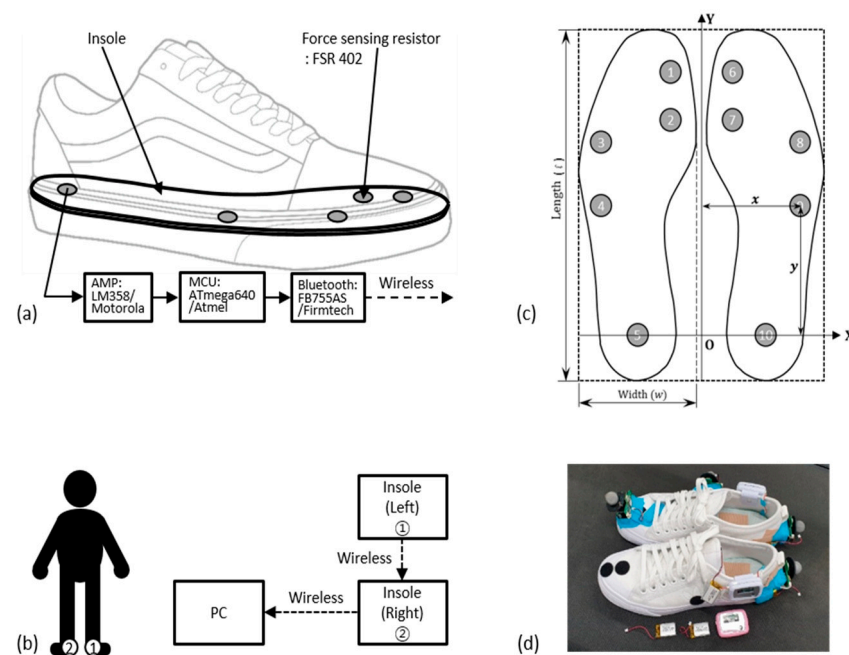 Insole
Force sensing resistor
: FSR 402
AMP:
LM358/
Motorola
MCU:
ATmega640
/Atmel
Bluetooth:
FB755AS
/Firmtech
Wireless
(a)
Y
1
6
2
7
3
8
4
x
y
5
10
O
X
Length (ℓ)
Width (w)
(c)
Insole
(Left)
①
Wireless
PC
Wireless
Insole
(Right)
②
2
1
(b)
(d)